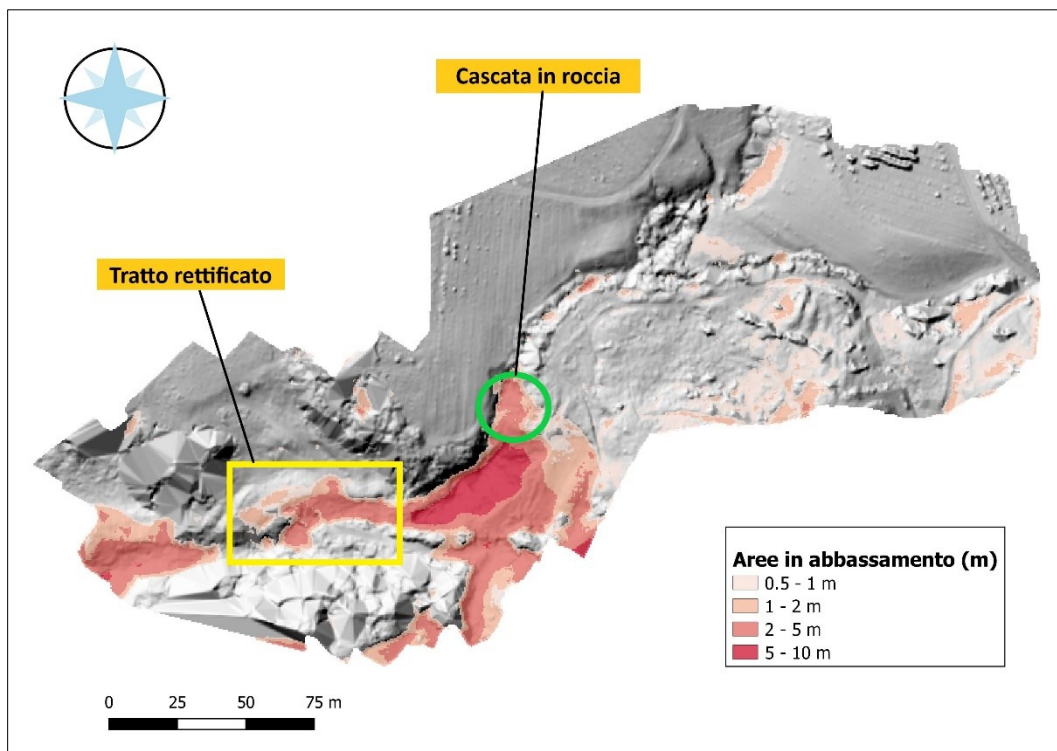 Cascata in roccia
Tratto rettificato
Aree in abbassamento (m)
0.5 - 1 m
1 - 2 m
2 - 5 m
5 - 10 m
0 25 50 75 m